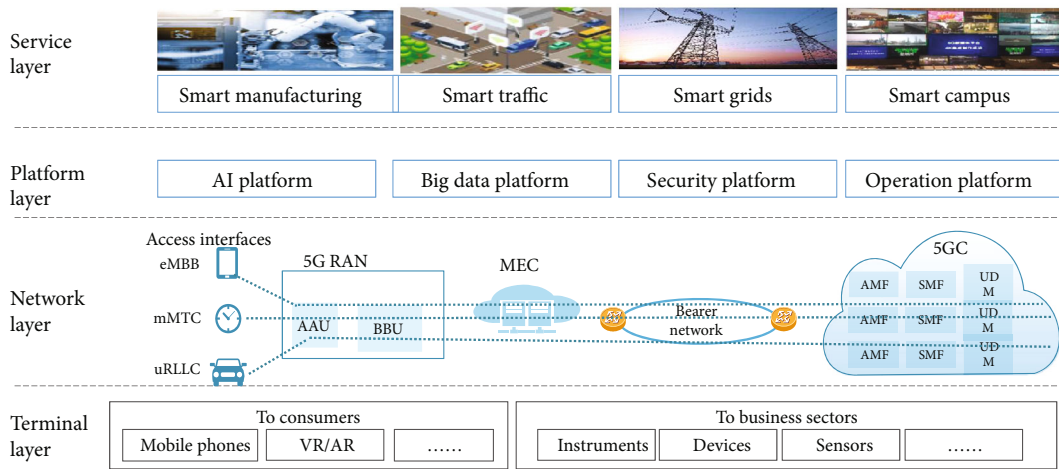 Service
layer
Smart manufacturing
Smart traffic
Smart grids
Smart campus
Platform
layer
AI platform
Big data platform
Security platform
Operation platform
Network
layer
Access interfaces
eMBB
mMTC
uRLLC
5G RAN
AAU
BBU
MEC
Bearer
network
5GC
AMF
SMF
UD
M
AMF
SMF
UD
M
AMF
SMF
UD
M
Terminal
layer
To consumers
Mobile phones
VR/AR
......
To business sectors
Instruments
Devices
Sensors
......